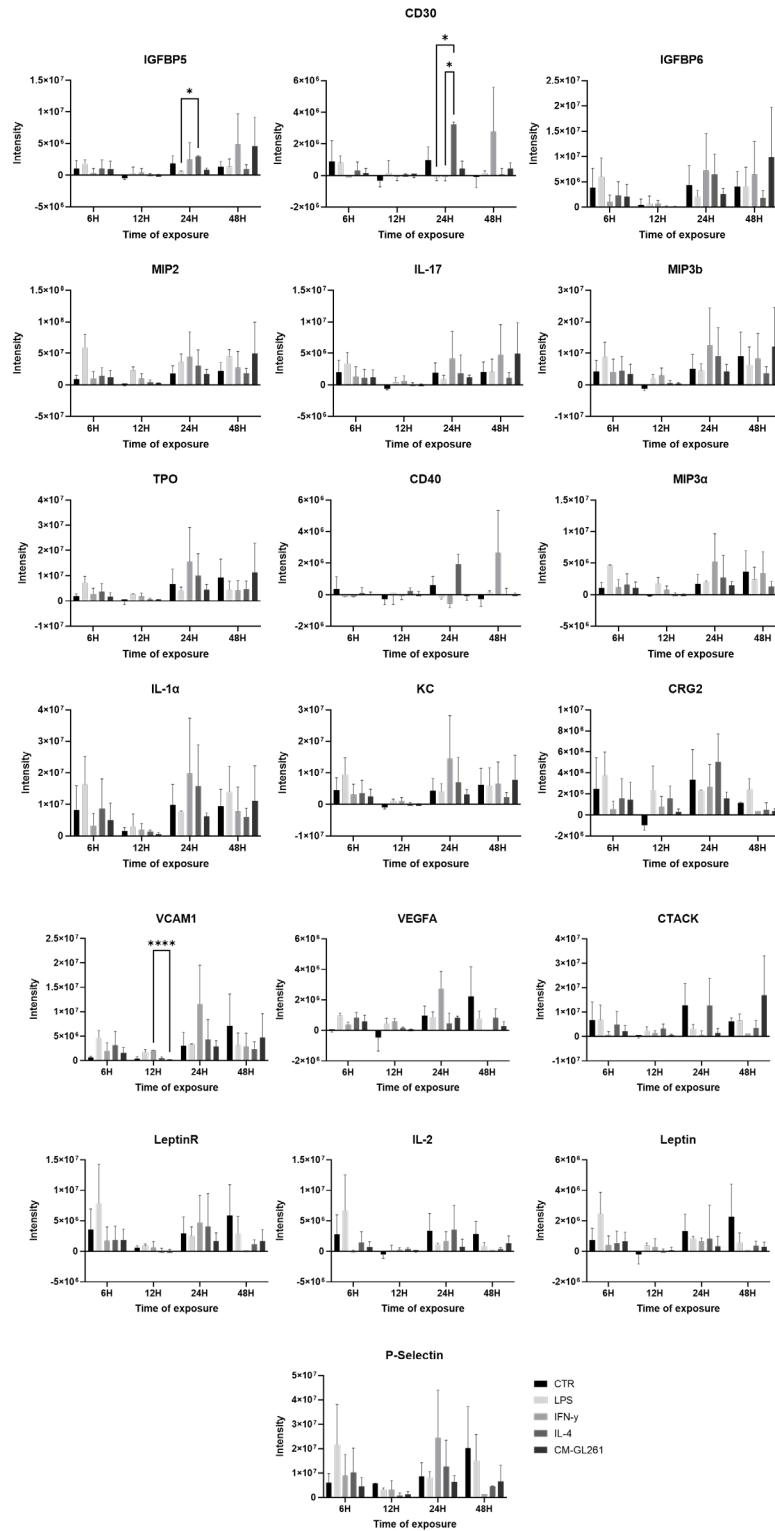 IGFBP5
Intensity
1.5×10⁷
1.0×10⁷
5×10⁶
0
-5×10⁶
*
6H 12H 24H 48H
Time of exposure
CD30
Intensity
6×10⁶
4×10⁶
2×10⁶
0
-2×10⁶
*
*
6H 12H 24H 48H
Time of exposure
IGFBP6
Intensity
2.5×10⁷
2.0×10⁷
1.5×10⁷
1.0×10⁷
5×10⁶
0
6H 12H 24H 48H
Time of exposure
MIP2
Intensity
1.5×10⁸
1.0×10⁸
5×10⁷
0
-5×10⁷
6H 12H 24H 48H
Time of exposure
IL-17
Intensity
1.5×10⁷
1.0×10⁷
5×10⁶
0
-5×10⁶
6H 12H 24H 48H
Time of exposure
MIP3b
Intensity
3×10⁷
2×10⁷
1×10⁷
0
-1×10⁷
6H 12H 24H 48H
Time of exposure
TPO
Intensity
4×10⁷
3×10⁷
2×10⁷
1×10⁷
0
-1×10⁷
6H 12H 24H 48H
Time of exposure
CD40
Intensity
6×10⁶
4×10⁶
2×10⁶
0
-2×10⁶
6H 12H 24H 48H
Time of exposure
MIP3α
Intensity
1.5×10⁷
1.0×10⁷
5×10⁶
0
-5×10⁶
6H 12H 24H 48H
Time of exposure
IL-1α
Intensity
4×10⁷
3×10⁷
2×10⁷
1×10⁷
0
6H 12H 24H 48H
Time of exposure
KC
Intensity
3×10⁷
2×10⁷
1×10⁷
0
-1×10⁷
6H 12H 24H 48H
Time of exposure
CRG2
Intensity
1×10⁷
8×10⁶
6×10⁶
4×10⁶
2×10⁶
0
-2×10⁶
6H 12H 24H 48H
Time of exposure
VCAM1
Intensity
2.5×10⁷
2.0×10⁷
1.5×10⁷
1.0×10⁷
5×10⁶
0
****
6H 12H 24H 48H
Time of exposure
VEGFA
Intensity
6×10⁶
4×10⁶
2×10⁶
0
-2×10⁶
6H 12H 24H 48H
Time of exposure
CTACK
Intensity
4×10⁷
3×10⁷
2×10⁷
1×10⁷
0
-1×10⁷
6H 12H 24H 48H
Time of exposure
LeptinR
Intensity
1.5×10⁷
1.0×10⁷
5×10⁶
0
-5×10⁶
6H 12H 24H 48H
Time of exposure
IL-2
Intensity
1.5×10⁷
1.0×10⁷
5×10⁶
0
-5×10⁶
6H 12H 24H 48H
Time of exposure
Leptin
Intensity
6×10⁶
4×10⁶
2×10⁶
0
-2×10⁶
6H 12H 24H 48H
Time of exposure
P-Selectin
Intensity
5×10⁷
4×10⁷
3×10⁷
2×10⁷
1×10⁷
0
6H 12H 24H 48H
Time of exposure
CTR
LPS
IFN-y
IL-4
CM-GL261